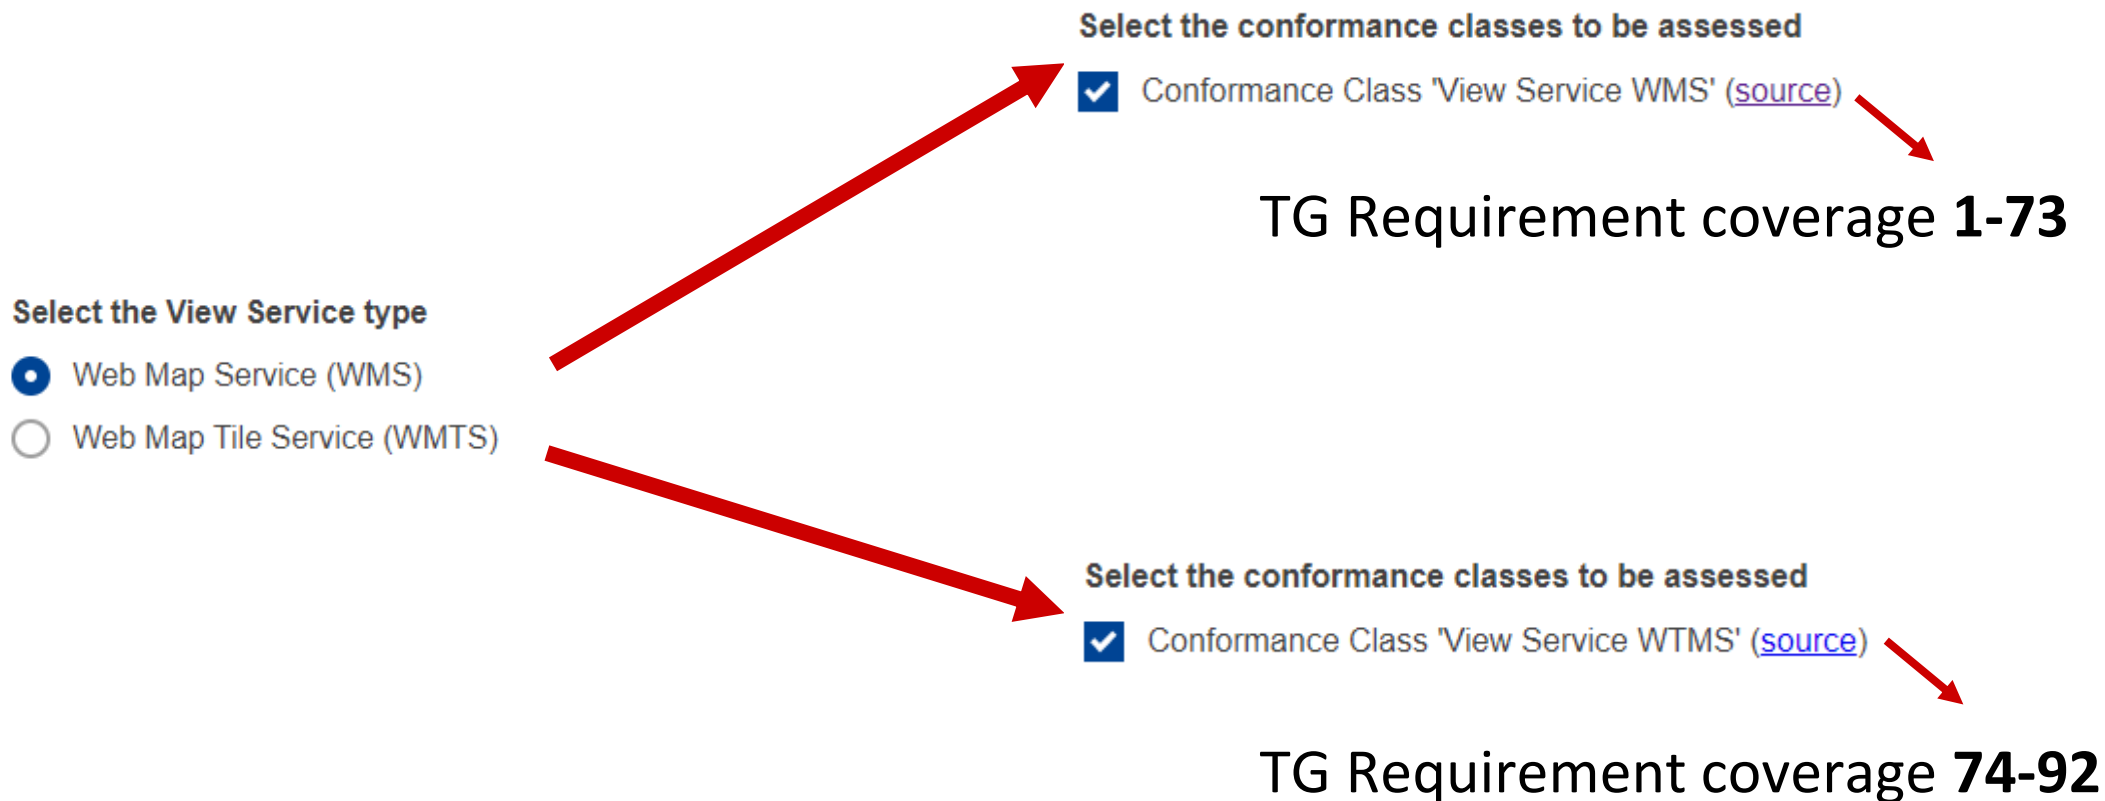 Select the conformance classes to be assessed
Conformance Class 'View Service WMS' (source)
TG Requirement coverage 1-73
Select the View Service type
Web Map Service (WMS)
Web Map Tile Service (WMTS)
Select the conformance classes to be assessed
Conformance Class 'View Service WTMS' (source)
TG Requirement coverage 74-92